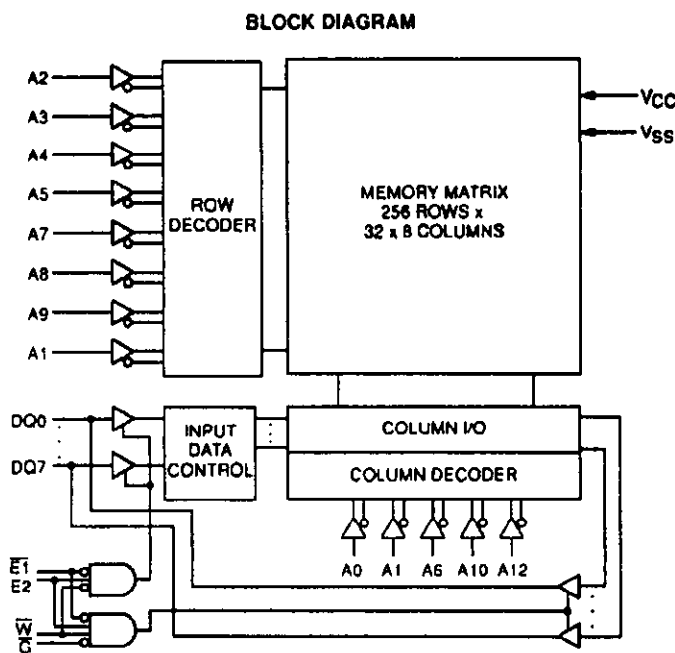 BLOCK DIAGRAM
A2
A3
A4
A5
A7
A8
A9
A1
ROW
DECODER
MEMORY MATRIX
256 ROWS x
32 x 8 COLUMNS
VCC
VSS
DQ0
DQ7
INPUT
DATA
CONTROL
COLUMN I/O
COLUMN DECODER
A0
A1
A6
A10
A12
E1
E2
W
G